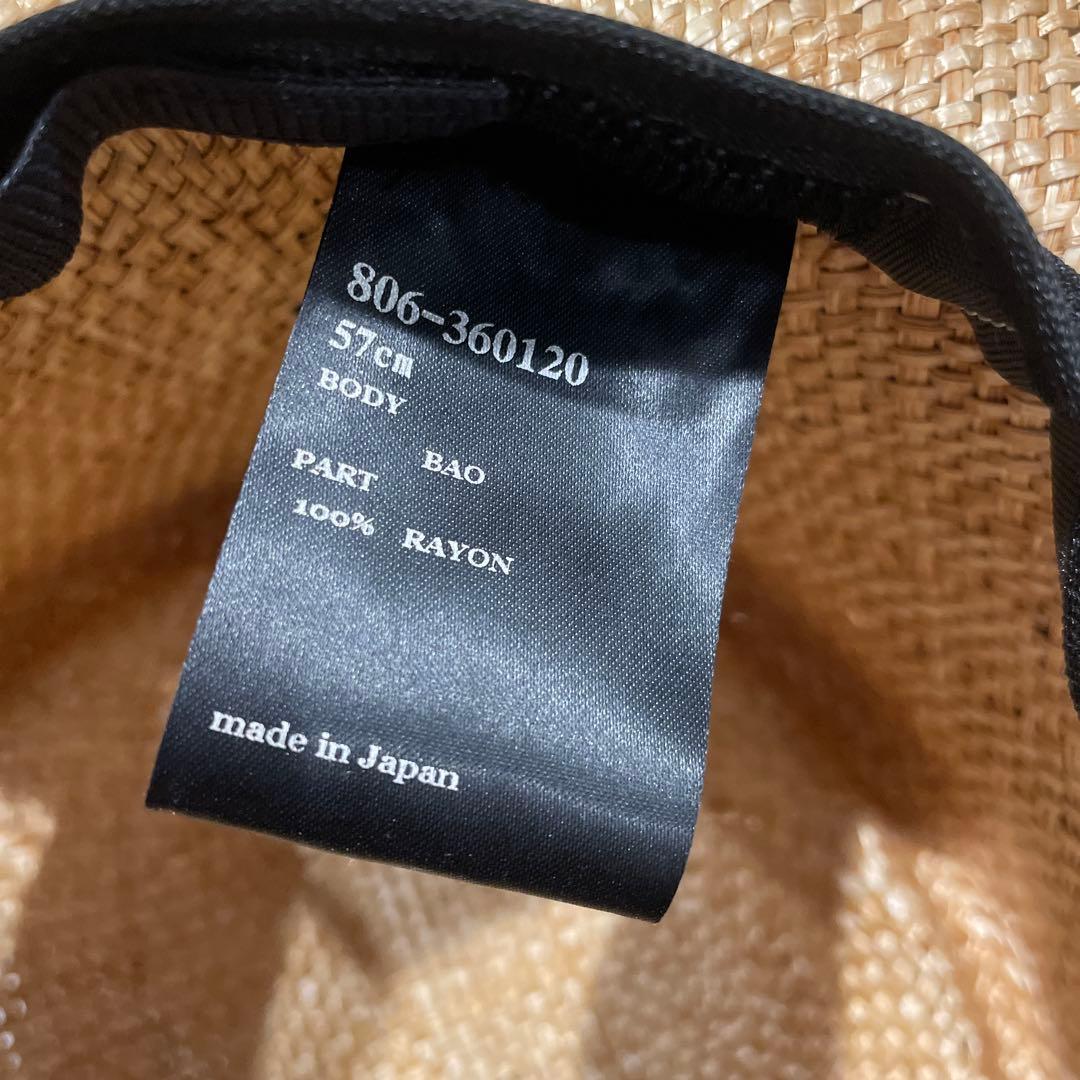 806-360120
57cm
BODY
BAO
PART
100% RAYON
made in Japan